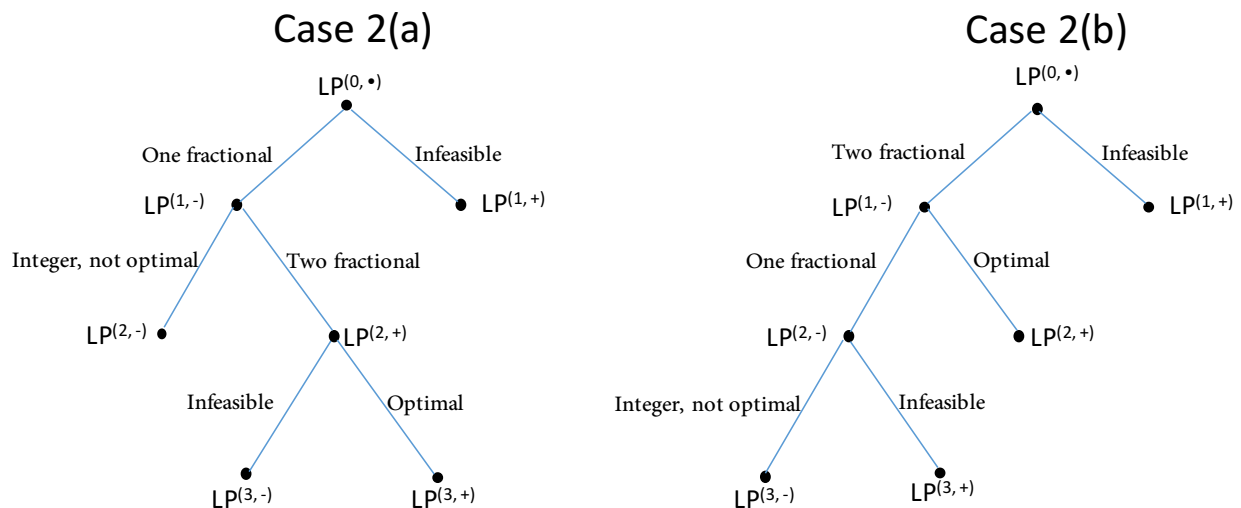 Case 2(a)
LP(0, •)
One fractional
Infeasible
LP(1, -)
LP(1, +)
Integer, not optimal
Two fractional
LP(2, -)
LP(2, +)
Infeasible
Optimal
LP(3, -)
LP(3, +)
Case 2(b)
LP(0, •)
Two fractional
Infeasible
LP(1, -)
LP(1, +)
One fractional
Optimal
LP(2, -)
LP(2, +)
Integer, not optimal
Infeasible
LP(3, -)
LP(3, +)